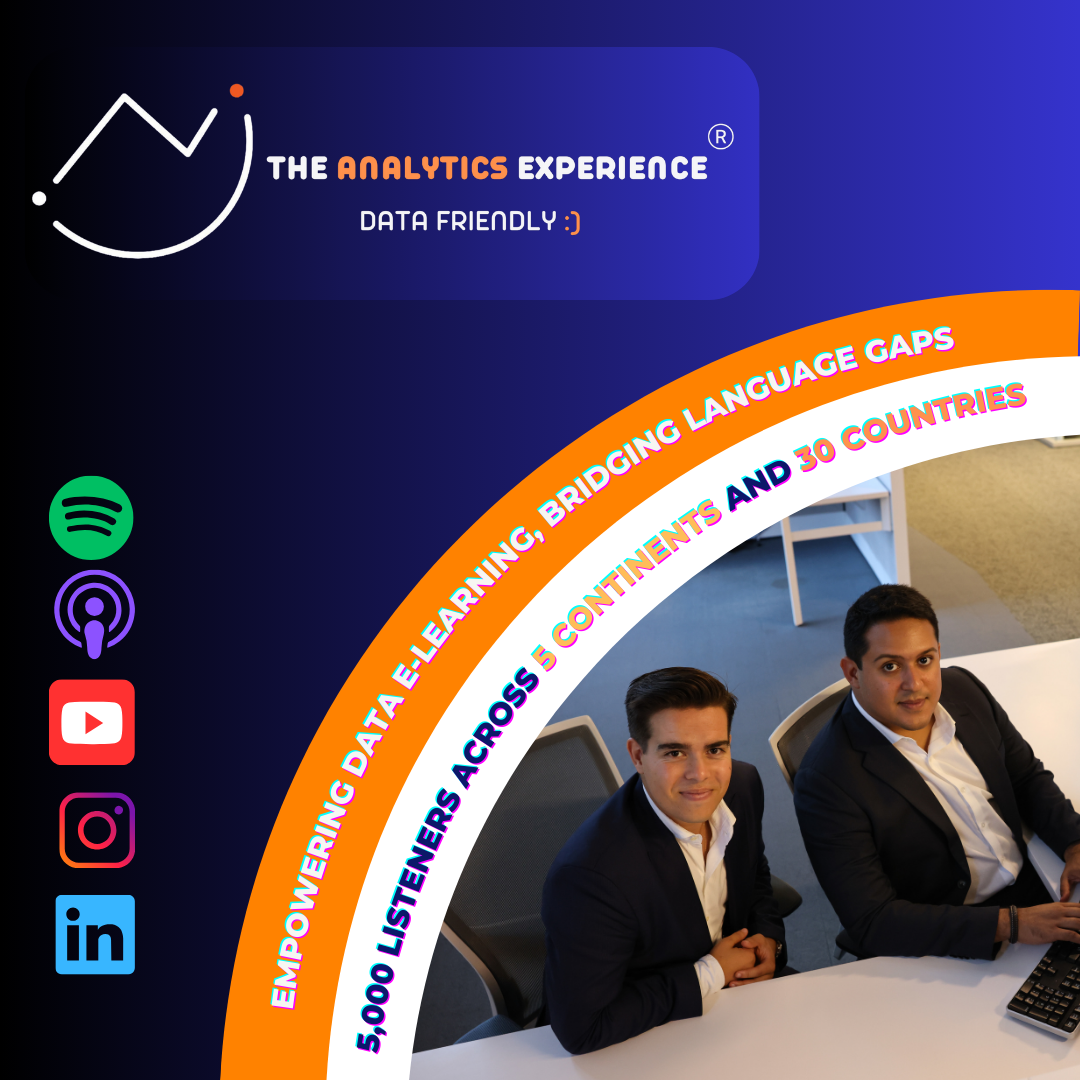 THE ANALYTICS EXPERIENCE ®
DATA FRIENDLY :)
EMPOWERING DATA E-LEARNING, BRIDGING LANGUAGE GAPS
5,000 LISTENERS ACROSS 5 CONTINENTS AND 30 COUNTRIES
in